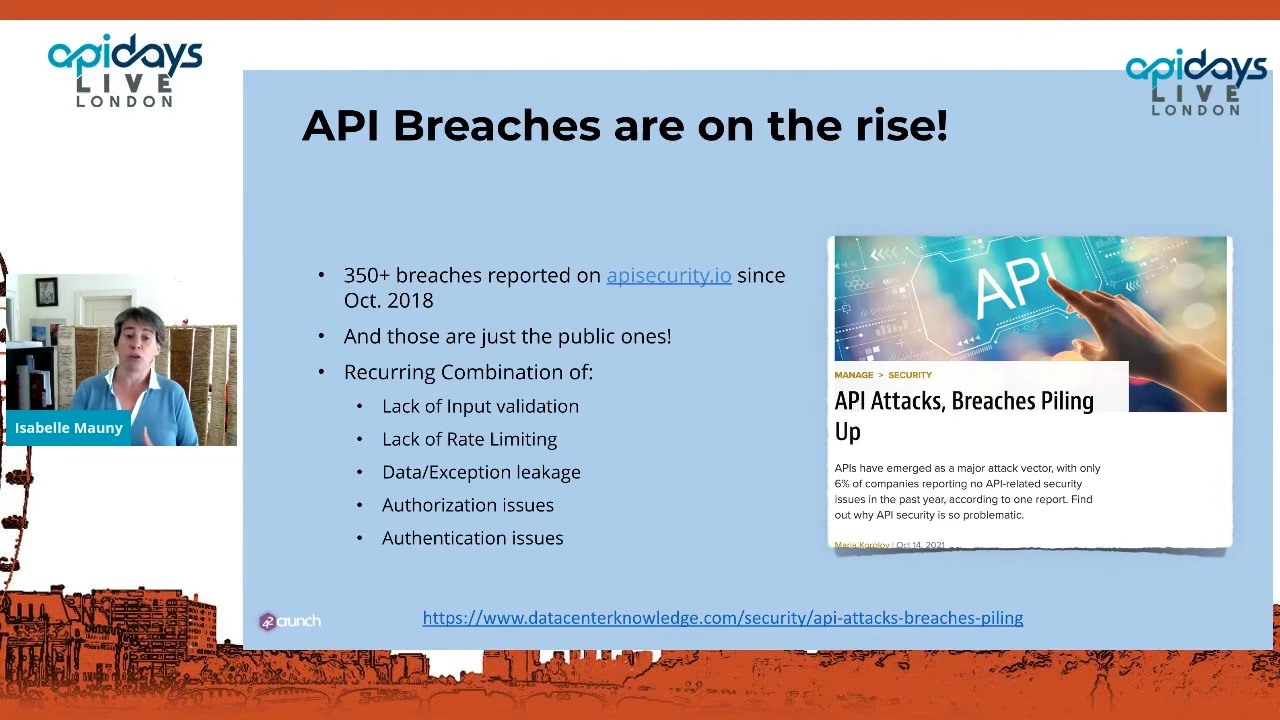 apidays
LIVE
LONDON
apidays
LIVE
LONDON
API Breaches are on the rise!
• 350+ breaches reported on apisecurity.io since
Oct. 2018
• And those are just the public ones!
• Recurring Combination of:
• Lack of Input validation
• Lack of Rate Limiting
• Data/Exception leakage
• Authorization issues
• Authentication issues
API
MANAGE > SECURITY
API Attacks, Breaches Piling
Up
APIs have emerged as a major attack vector, with only
6% of companies reporting no API-related security
issues in the past year, according to one report. Find
out why API security is so problematic.
Maria Korolov | Oct 14, 2021
Isabelle Mauny
42crunch
https://www.datacenterknowledge.com/security/api-attacks-breaches-piling